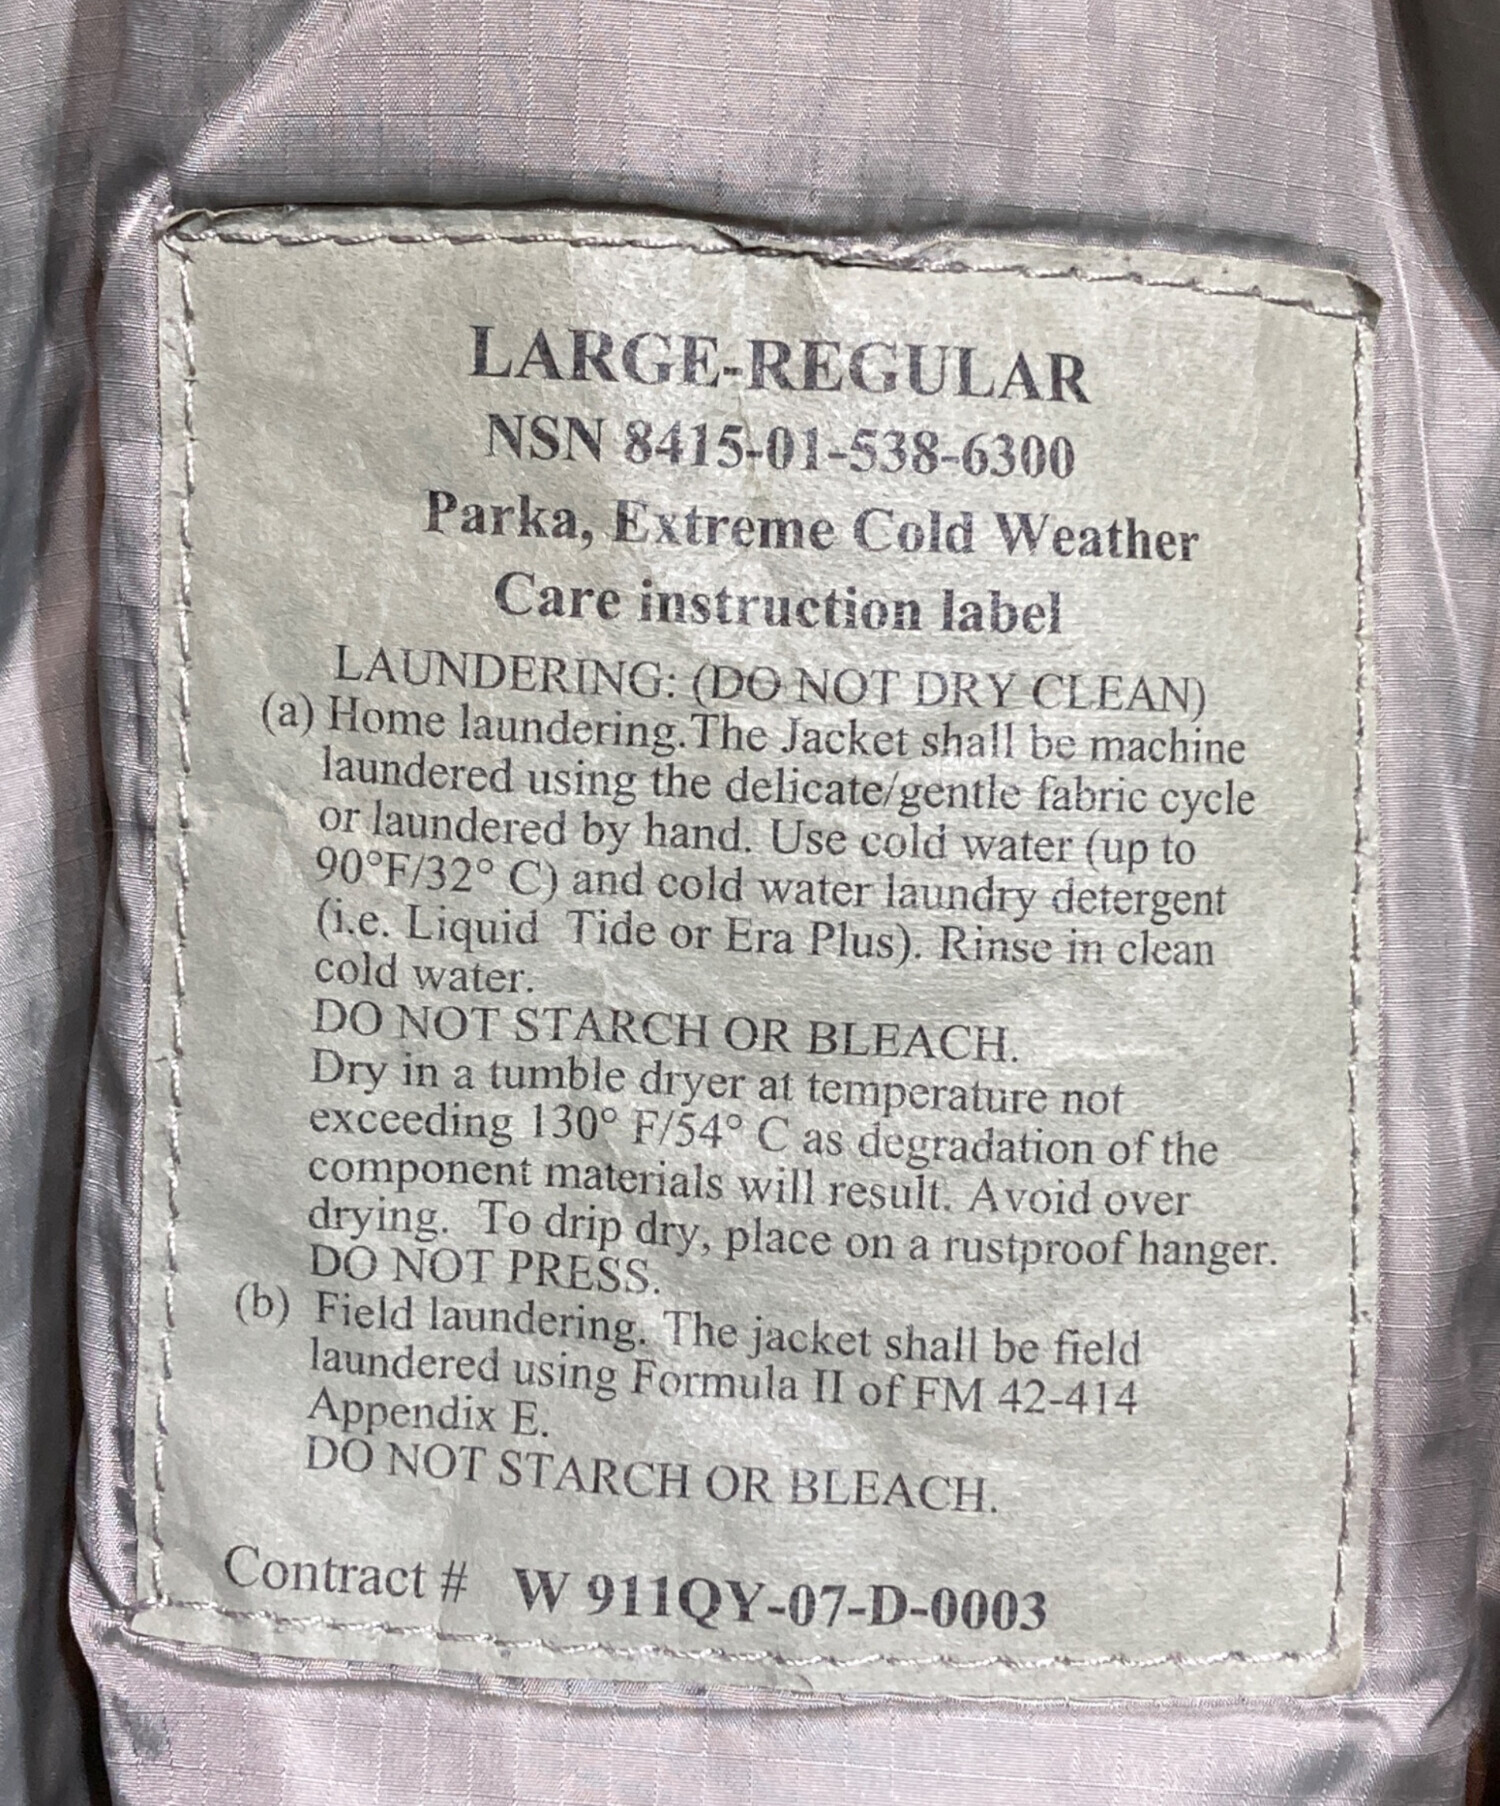 LARGE-REGULAR
NSN 8415-01-538-6300
Parka, Extreme Cold Weather
Care instruction label
LAUNDERING: (DO NOT DRY CLEAN)
(a) Home laundering.The Jacket shall be machine
laundered using the delicate/gentle fabric cycle
or laundered by hand. Use cold water (up to
90°F/32° C) and cold water laundry detergent
(i.e. Liquid Tide or Era Plus). Rinse in clean
cold water.
DO NOT STARCH OR BLEACH.
Dry in a tumble dryer at temperature not
exceeding 130° F/54° C as degradation of the
component materials will result. Avoid over
drying. To drip dry, place on a rustproof hanger.
DO NOT PRESS.
(b) Field laundering. The jacket shall be field
laundered using Formula II of FM 42-414
Appendix E.
DO NOT STARCH OR BLEACH.
Contract # W 911QY-07-D-0003